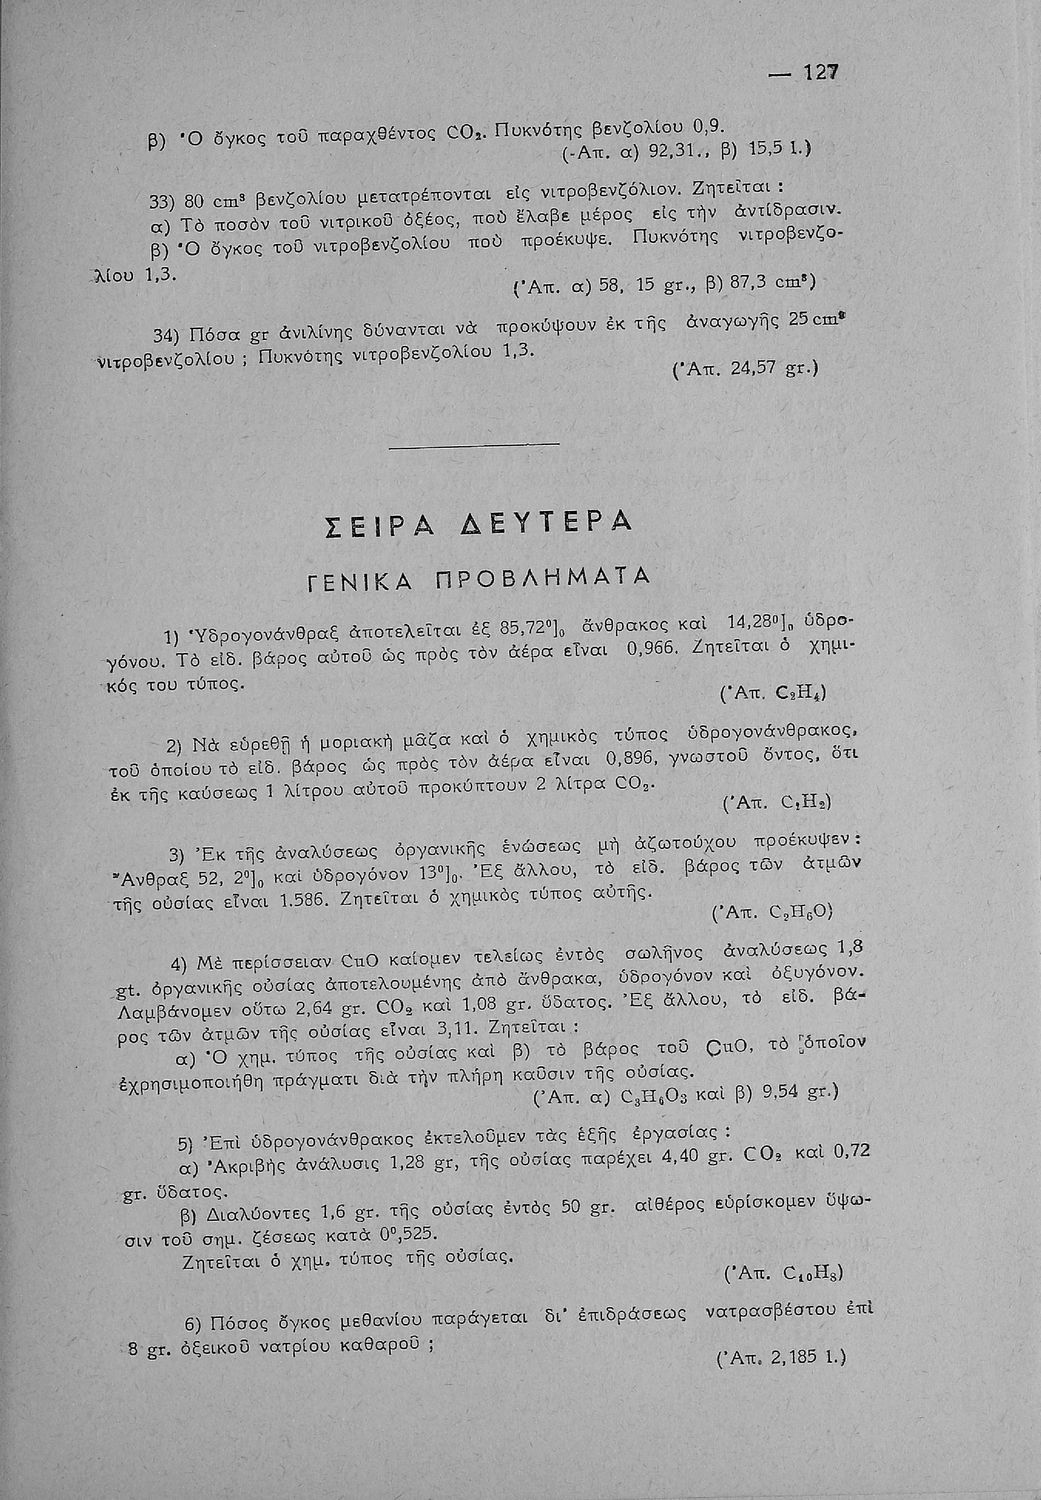 — 127
β) Ὁ ὄγκος τοῦ παραχθέντος CO₂. Πυκνότης βενζολίου 0,9.
(-Απ. α) 92,31., β) 15,5 l.)
33) 80 cm³ βενζολίου μετατρέπονται εἰς νιτροβενζόλιον. Ζητεῖται :
α) Τὸ ποσὸν τοῦ νιτρικοῦ ὀξέος, ποὺ ἔλαβε μέρος εἰς τὴν ἀντίδρασιν.
β) Ὁ ὄγκος τοῦ νιτροβενζολίου ποὺ προέκυψε. Πυκνότης νιτροβενζο-
λίου 1,3.
(Ἀπ. α) 58, 15 gr., β) 87,3 cm³)
34) Πόσα gr ἀνιλίνης δύνανται νὰ προκύψουν ἐκ τῆς ἀναγωγῆς 25 cm³
νιτροβενζολίου ; Πυκνότης νιτροβενζολίου 1,3.
(Ἀπ. 24,57 gr.)
ΣΕΙΡΑ ΔΕΥΤΕΡΑ
ΓΕΝΙΚΑ ΠΡΟΒΛΗΜΑΤΑ
1) Ὑδρογονάνθραξ ἀποτελεῖται ἐξ 85,72⁰]₀ ἄνθρακος καὶ 14,28⁰]₀ ὑδρο-
γόνου. Τὸ εἰδ. βάρος αὐτοῦ ὡς πρὸς τὸν ἀέρα εἶναι 0,966. Ζητεῖται ὁ χημι-
κός του τύπος.
(Ἀπ. C₂H₄)
2) Νὰ εὑρεθῇ ἡ μοριακὴ μᾶζα καὶ ὁ χημικὸς τύπος ὑδρογονάνθρακος,
τοῦ ὁποίου τὸ εἰδ. βάρος ὡς πρὸς τὸν ἀέρα εἶναι 0,896, γνωστοῦ ὄντος, ὅτι
ἐκ τῆς καύσεως 1 λίτρου αὐτοῦ προκύπτουν 2 λίτρα CO₂.
(Ἀπ. C₂H₂)
3) Ἐκ τῆς ἀναλύσεως ὀργανικῆς ἑνώσεως μὴ ἀζωτούχου προέκυψεν :
Ἄνθραξ 52, 2⁰]₀ καὶ ὑδρογόνον 13⁰]₀. Ἐξ ἄλλου, τὸ εἰδ. βάρος τῶν ἀτμῶν
τῆς οὐσίας εἶναι 1.586. Ζητεῖται ὁ χημικὸς τύπος αὐτῆς.
(Ἀπ. C₂H₆O)
4) Μὲ περίσσειαν CuO καίομεν τελείως ἐντὸς σωλῆνος ἀναλύσεως 1,8
gt. ὀργανικῆς οὐσίας ἀποτελουμένης ἀπὸ ἄνθρακα, ὑδρογόνον καὶ ὀξυγόνον.
Λαμβάνομεν οὕτω 2,64 gr. CO₂ καὶ 1,08 gr. ὕδατος. Ἐξ ἄλλου, τὸ εἰδ. βά-
ρος τῶν ἀτμῶν τῆς οὐσίας εἶναι 3,11. Ζητεῖται :
α) Ὁ χημ. τύπος τῆς οὐσίας καὶ β) τὸ βάρος τοῦ CuO, τὸ ὁποῖον
ἐχρησιμοποιήθη πράγματι διὰ τὴν πλήρη καῦσιν τῆς οὐσίας.
(Ἀπ. α) C₃H₆O₃ καὶ β) 9,54 gr.)
5) Ἐπὶ ὑδρογονάνθρακος ἐκτελοῦμεν τὰς ἑξῆς ἐργασίας :
α) Ἀκριβὴς ἀνάλυσις 1,28 gr, τῆς οὐσίας παρέχει 4,40 gr. CO₂ καὶ 0,72
gr. ὕδατος.
β) Διαλύοντες 1,6 gr. τῆς οὐσίας ἐντὸς 50 gr. αἰθέρος εὑρίσκομεν ὕψω-
σιν τοῦ σημ. ζέσεως κατὰ 0⁰,525.
Ζητεῖται ὁ χημ. τύπος τῆς οὐσίας.
(Ἀπ. C₁₀H₈)
6) Πόσος ὄγκος μεθανίου παράγεται δι' ἐπιδράσεως νατρασβέστου ἐπὶ
8 gr. ὀξεικοῦ νατρίου καθαροῦ ;
(Ἀπ. 2,185 l.)